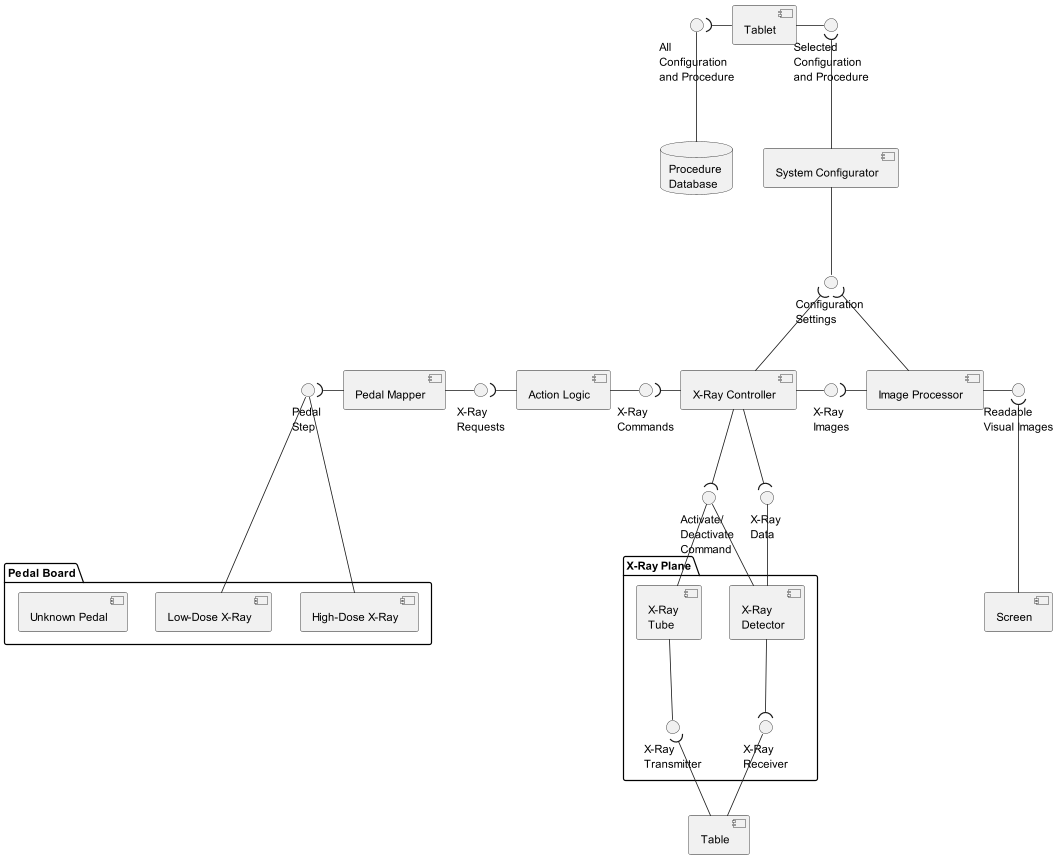 Tablet
All
Configuration
and Procedure
Selected
Configuration
and Procedure
Procedure
Database
System Configurator
Configuration
Settings
Pedal Mapper
Action Logic
X-Ray Controller
Image Processor
Pedal
Step
X-Ray
Requests
X-Ray
Commands
X-Ray
Images
Readable
Visual Images
Activate/
Deactivate
Command
X-Ray
Data
Pedal Board
Unknown Pedal
Low-Dose X-Ray
High-Dose X-Ray
X-Ray Plane
X-Ray
Tube
X-Ray
Detector
Screen
X-Ray
Transmitter
X-Ray
Receiver
Table